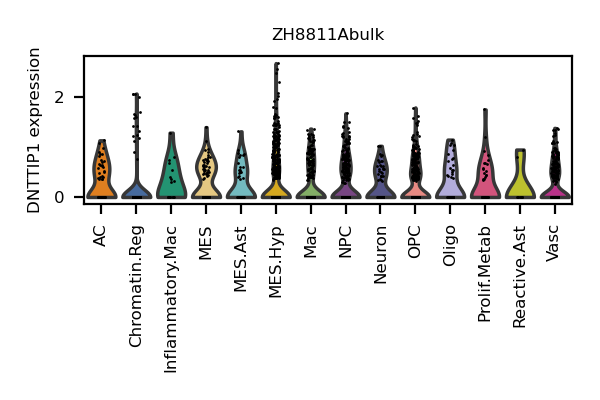 ZH8811Abulk
DNTTIP1 expression
2
0
AC
Chromatin.Reg
Inflammatory.Mac
MES
MES.Ast
MES.Hyp
Mac
NPC
Neuron
OPC
Oligo
Prolif.Metab
Reactive.Ast
Vasc